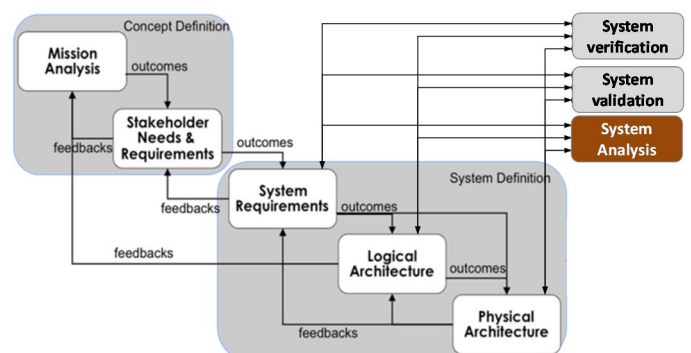 Concept Definition
Mission
Analysis
outcomes
Stakeholder
Needs &
Requirements
feedbacks
outcomes
System
verification
System
validation
System
Analysis
System Definition
System
Requirements
feedbacks
outcomes
Logical
Architecture
feedbacks
outcomes
Physical
Architecture
feedbacks